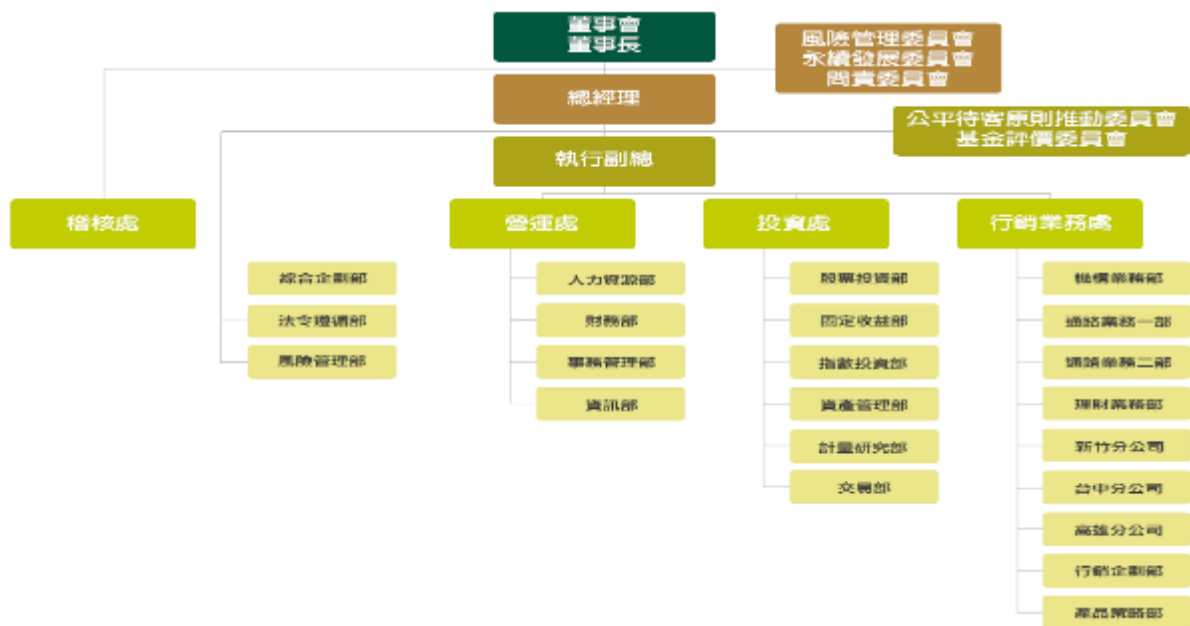 董事會
董事長
風險管理委員會
永續發展委員會
問責委員會
總經理
公平待客原則推動委員會
基金評價委員會
執行副總
稽核處
營運處
投資處
行銷業務處
綜合企劃部
法令遵循部
風險管理部
人力資源部
財務部
事務管理部
資訊部
股票投資部
固定收益部
指數投資部
資產管理部
計量研究部
交易部
機構業務部
通路業務一部
通路業務二部
理財業務部
新竹分公司
台中分公司
高雄分公司
行銷企劃部
產品策略部